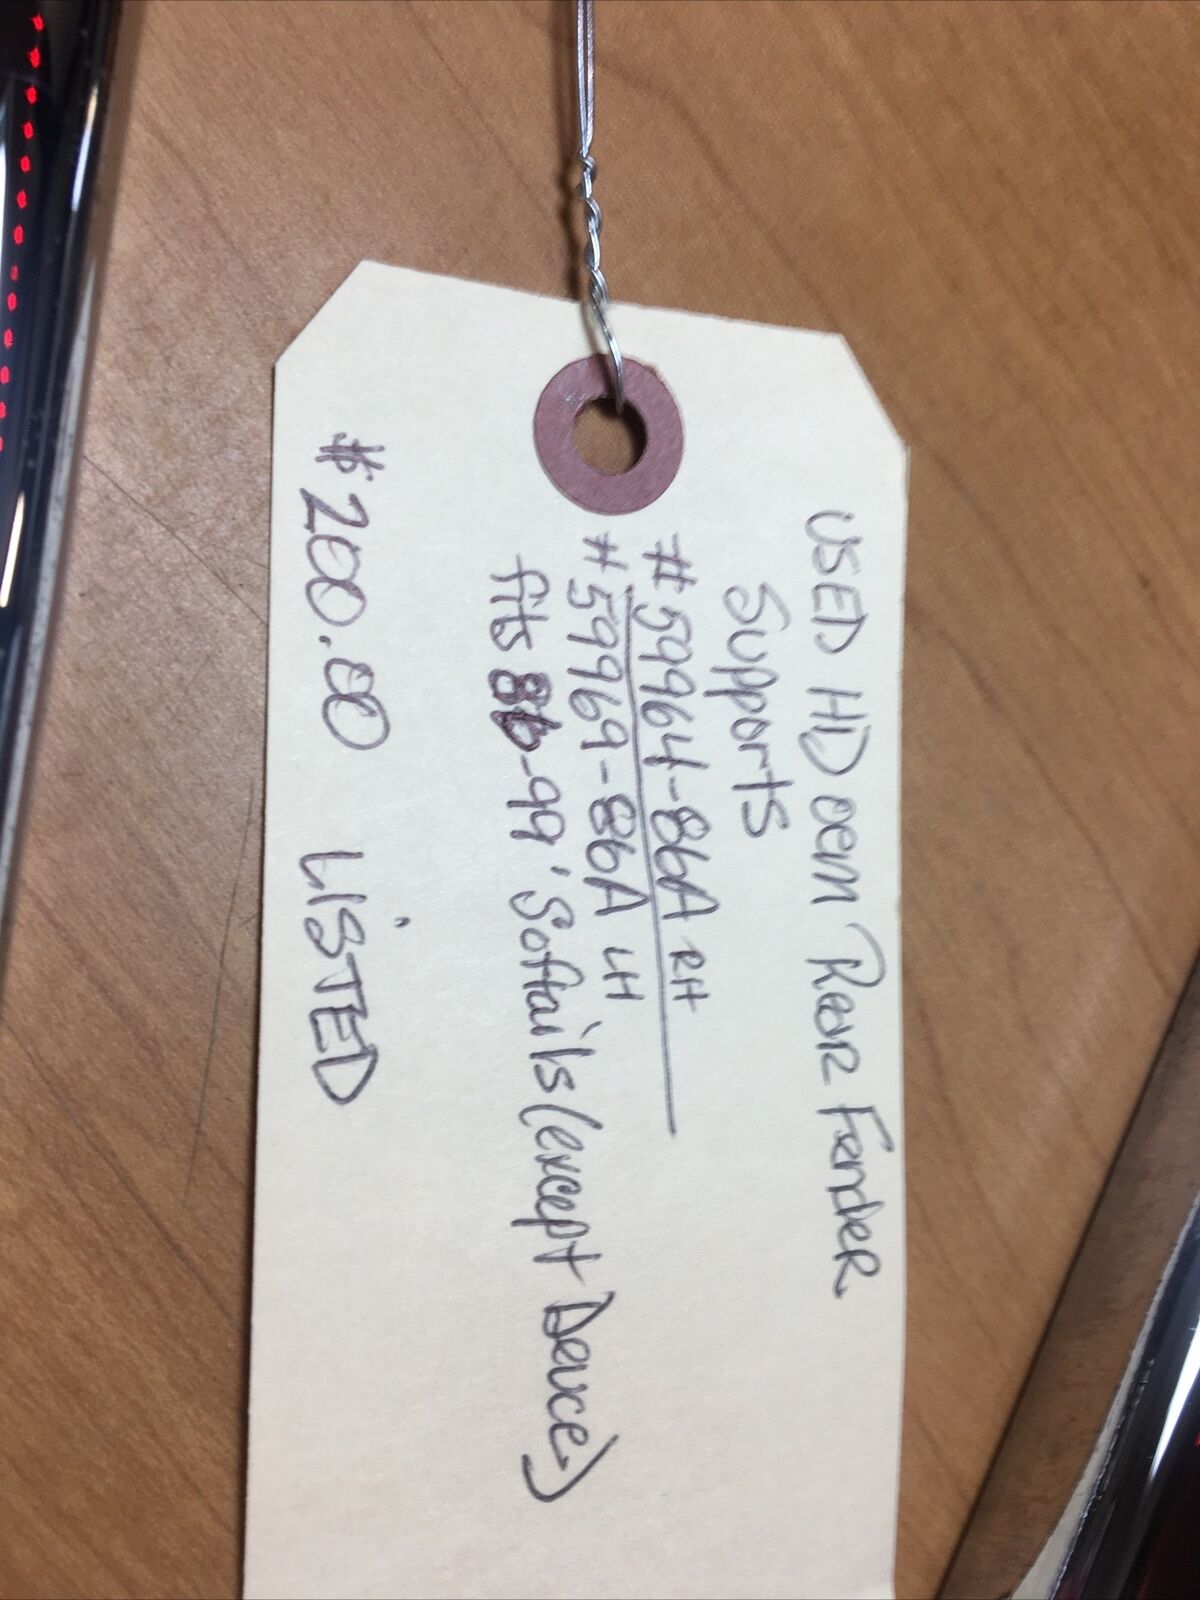 USED HD OEM Rear Fender
Supports
#59964-86A RH
#59969-86A LH
fits 86-99' Softails (except Deuce)
$200.00 LiSTED